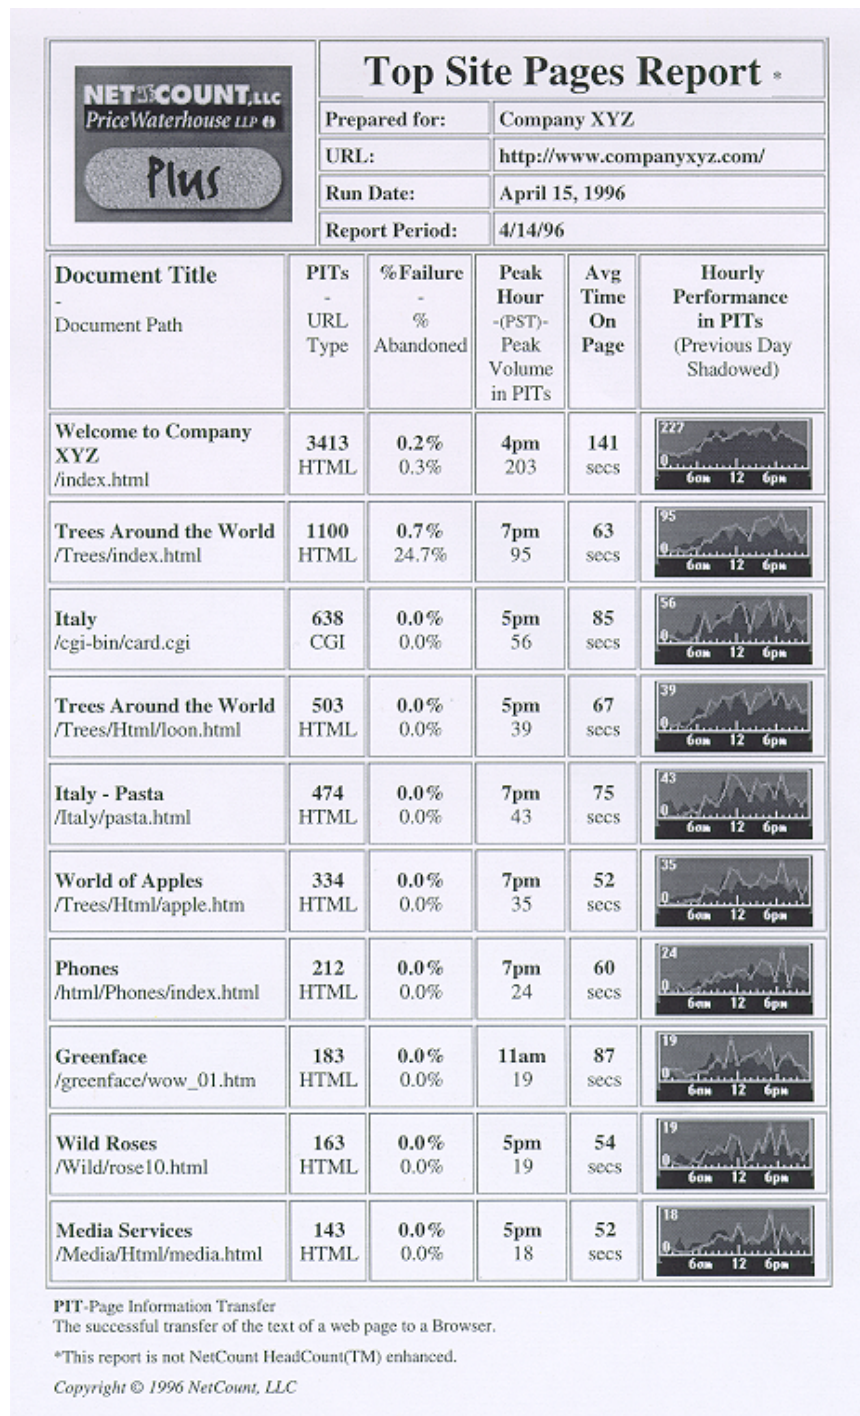 NET COUNT,LLC
PriceWaterhouse LLP
Plus
Top Site Pages Report *
Prepared for: Company XYZ
URL: http://www.companyxyz.com/
Run Date: April 15, 1996
Report Period: 4/14/96
Document Title
-
Document Path
PITs
-
URL
Type
%Failure
-
%
Abandoned
Peak
Hour
-(PST)-
Peak
Volume
in PITs
Avg
Time
On
Page
Hourly
Performance
in PITs
(Previous Day
Shadowed)
Welcome to Company
XYZ
/index.html
3413
HTML
0.2%
0.3%
4pm
203
141
secs
227
0
6am 12 6pm
Trees Around the World
/Trees/index.html
1100
HTML
0.7%
24.7%
7pm
95
63
secs
95
0
6am 12 6pm
Italy
/cgi-bin/card.cgi
638
CGI
0.0%
0.0%
5pm
56
85
secs
56
0
6am 12 6pm
Trees Around the World
/Trees/Html/loon.html
503
HTML
0.0%
0.0%
5pm
39
67
secs
39
0
6am 12 6pm
Italy - Pasta
/Italy/pasta.html
474
HTML
0.0%
0.0%
7pm
43
75
secs
43
0
6am 12 6pm
World of Apples
/Trees/Html/apple.htm
334
HTML
0.0%
0.0%
7pm
35
52
secs
35
0
6am 12 6pm
Phones
/html/Phones/index.html
212
HTML
0.0%
0.0%
7pm
24
60
secs
24
0
6am 12 6pm
Greenface
/greenface/wow_01.htm
183
HTML
0.0%
0.0%
11am
19
87
secs
19
0
6am 12 6pm
Wild Roses
/Wild/rose10.html
163
HTML
0.0%
0.0%
5pm
19
54
secs
19
0
6am 12 6pm
Media Services
/Media/Html/media.html
143
HTML
0.0%
0.0%
5pm
18
52
secs
18
0
6am 12 6pm
PIT-Page Information Transfer
The successful transfer of the text of a web page to a Browser.
*This report is not NetCount HeadCount(TM) enhanced.
Copyright © 1996 NetCount, LLC